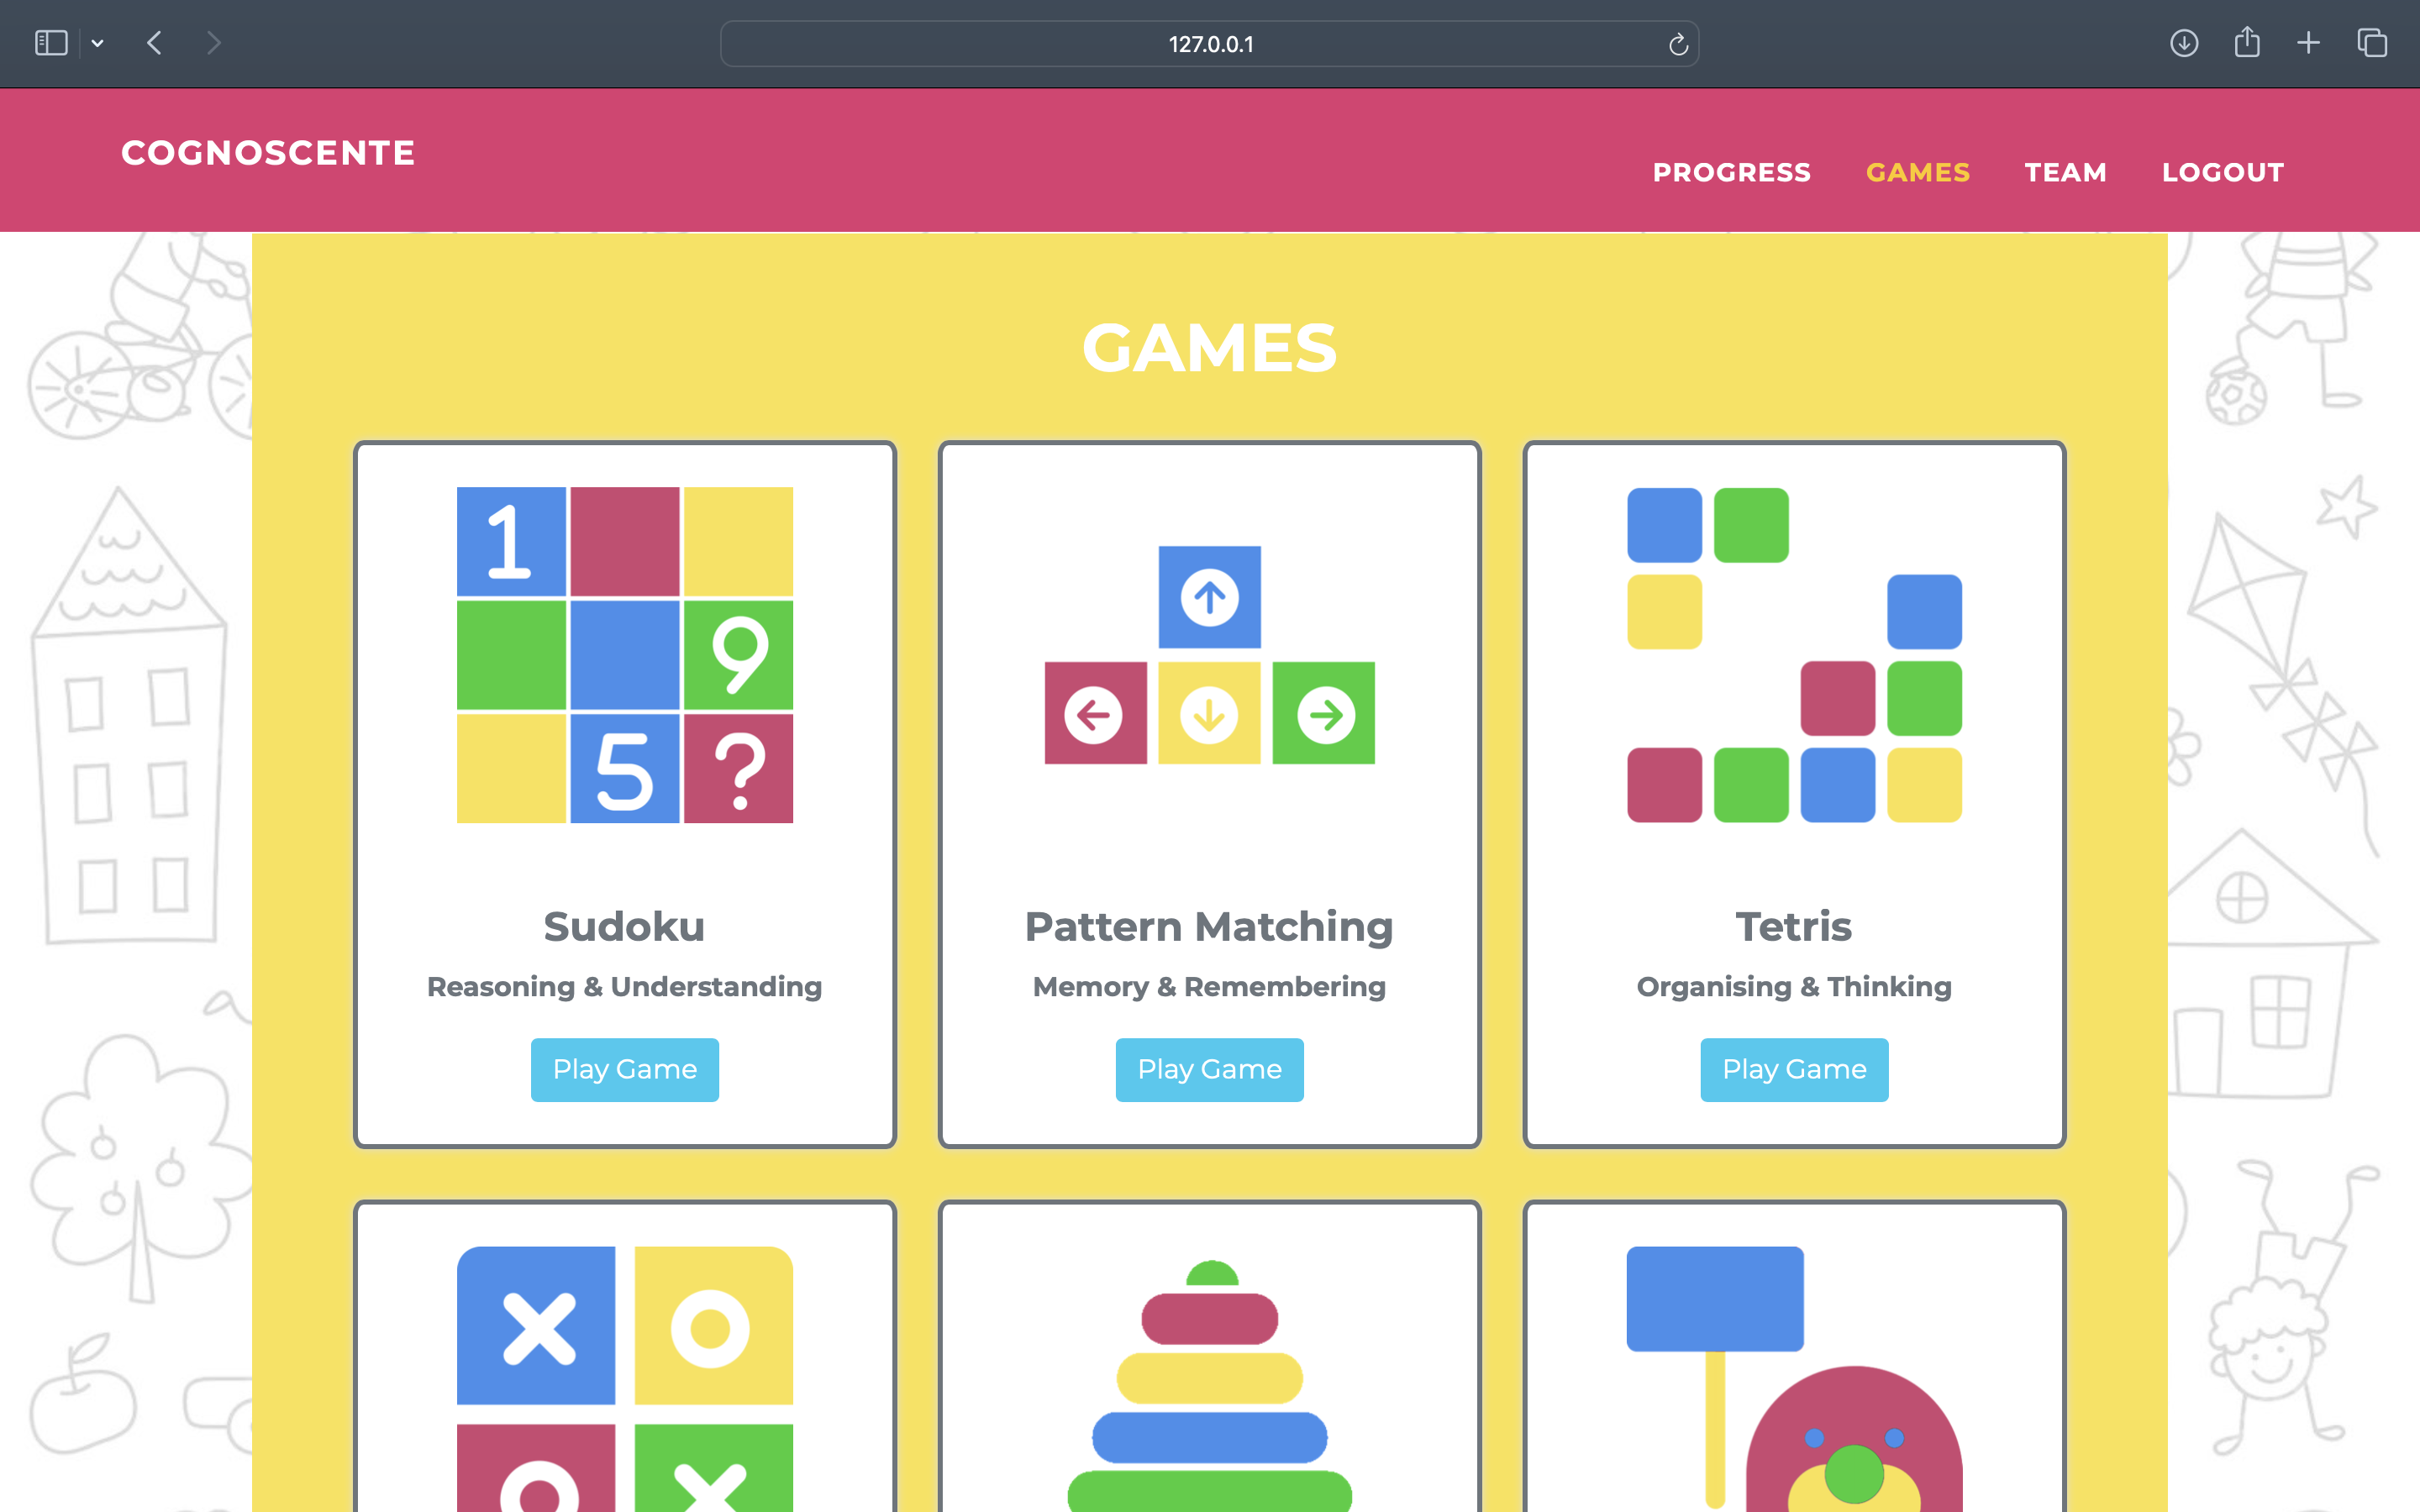 127.0.0.1
COGNOSCENTE
PROGRESS GAMES TEAM LOGOUT
GAMES
1
9
5 ?
Sudoku
Reasoning & Understanding
Play Game
Pattern Matching
Memory & Remembering
Play Game
Tetris
Organising & Thinking
Play Game